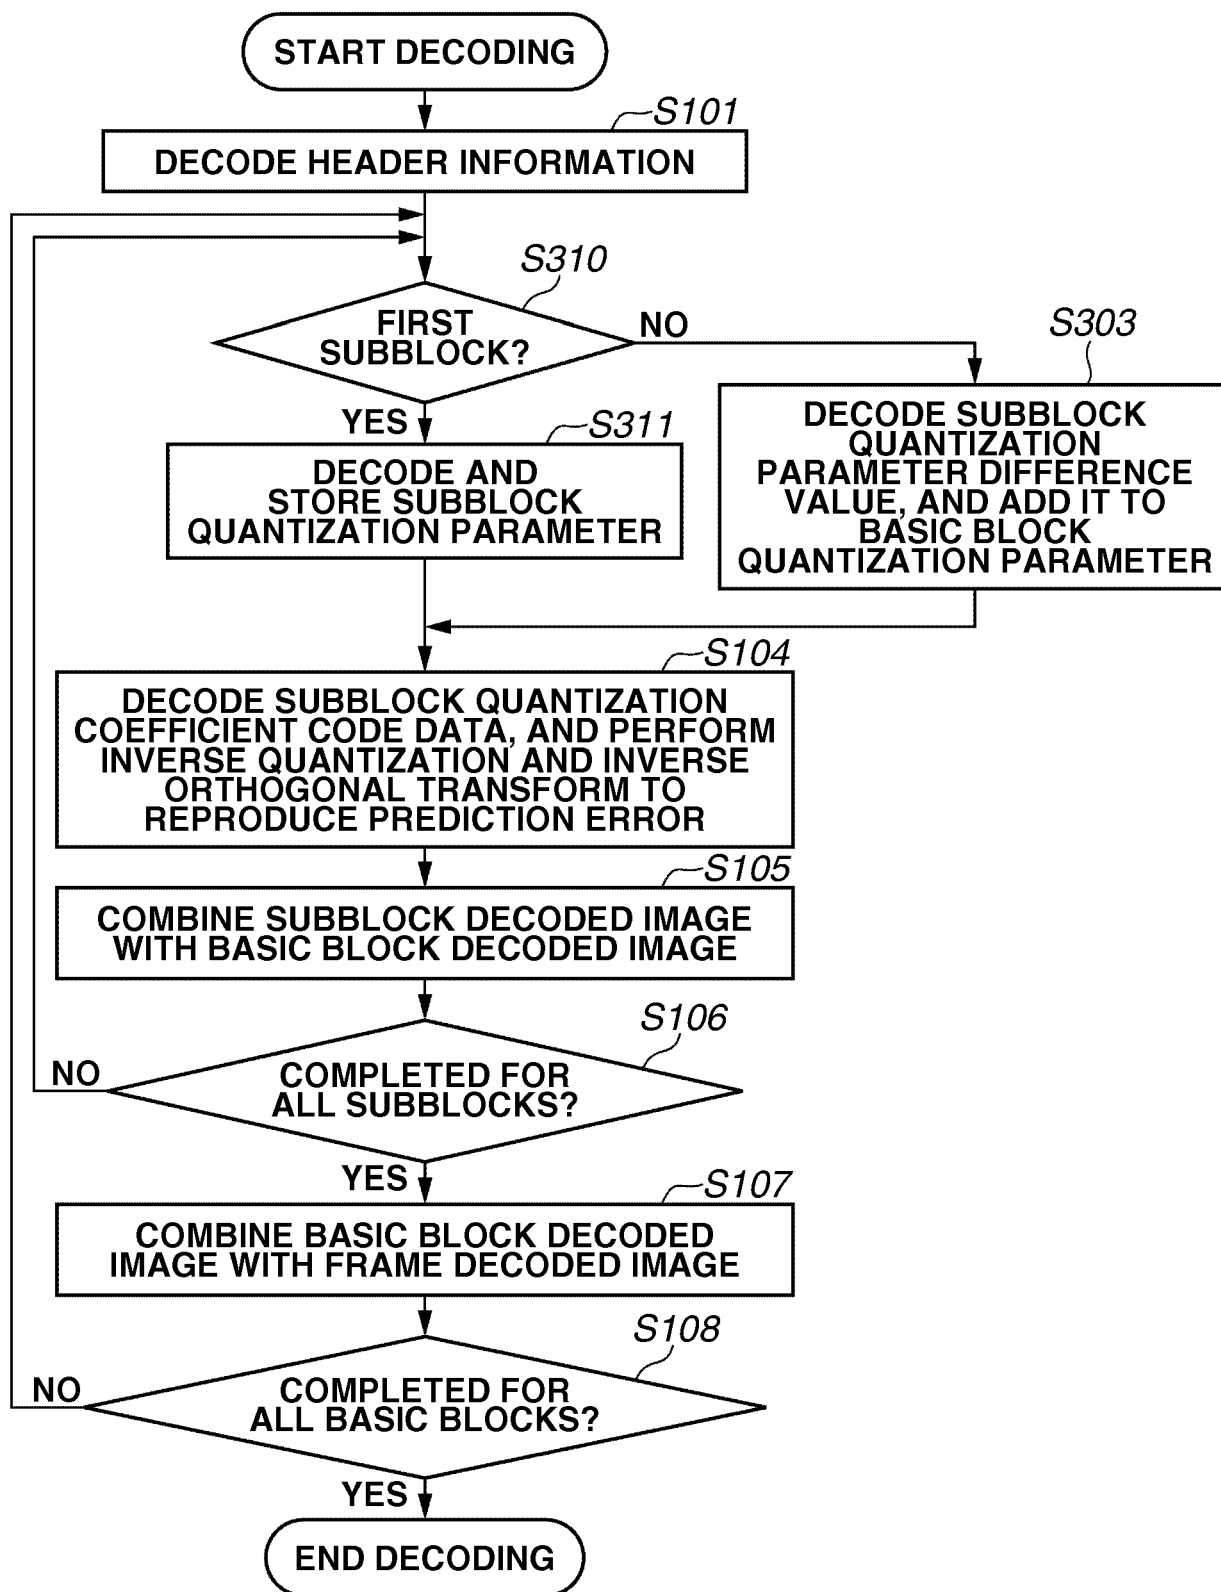 START DECODING
S101
DECODE HEADER INFORMATION
S310
FIRST
SUBBLOCK?
NO
S303
DECODE SUBBLOCK
QUANTIZATION
PARAMETER DIFFERENCE
VALUE, AND ADD IT TO
BASIC BLOCK
QUANTIZATION PARAMETER
YES
S311
DECODE AND
STORE SUBBLOCK
QUANTIZATION PARAMETER
S104
DECODE SUBBLOCK QUANTIZATION
COEFFICIENT CODE DATA, AND PERFORM
INVERSE QUANTIZATION AND INVERSE
ORTHOGONAL TRANSFORM TO
REPRODUCE PREDICTION ERROR
S105
COMBINE SUBBLOCK DECODED IMAGE
WITH BASIC BLOCK DECODED IMAGE
S106
NO
COMPLETED FOR
ALL SUBBLOCKS?
YES
S107
COMBINE BASIC BLOCK DECODED
IMAGE WITH FRAME DECODED IMAGE
S108
NO
COMPLETED FOR
ALL BASIC BLOCKS?
YES
END DECODING